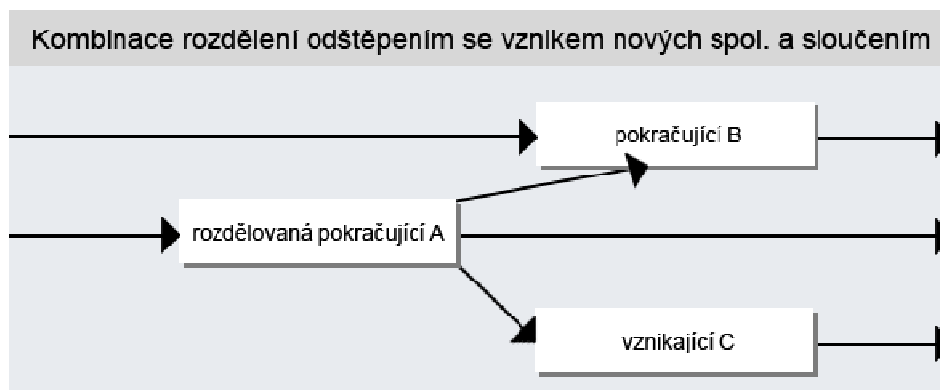 Kombinace rozdělení odštěpením se vznikem nových spol. a sloučením
pokračující B
rozdělovaná pokračující A
vznikající C